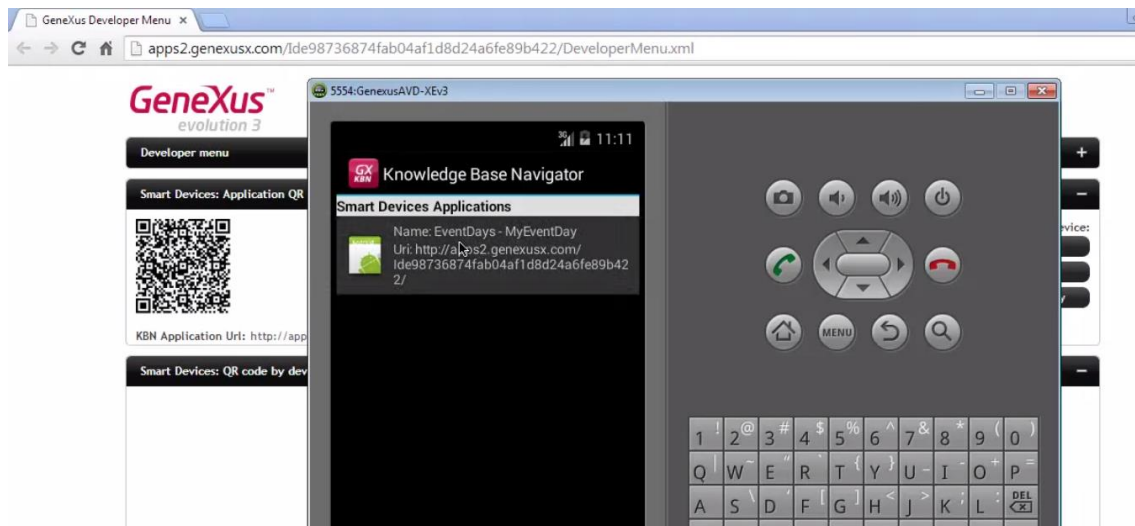 GeneXus Developer Menu
apps2.genexusx.com/Ide98736874fab04af1d8d24a6fe89b422/DeveloperMenu.xml
GeneXus™
evolution 3
Developer menu
+
Smart Devices: Application QR
KBN Application Url: http://app
Smart Devices: QR code by dev
vice:
y
5554:GenexusAVD-XEv3
3G 11:11
GX KBN
Knowledge Base Navigator
Smart Devices Applications
Name: EventDays - MyEventDay
Uri: http://apps2.genexusx.com/
Ide98736874fab04af1d8d24a6fe89b42
2/
MENU
1 ! 2 @ 3 # 4 $ 5 % 6 ^ 7 & 8 * 9 ( 0 )
Q | W ~ E " R ` T { Y } U - I - O + P =
A S \ D ' F [ G ] H < J > K ; L : DEL